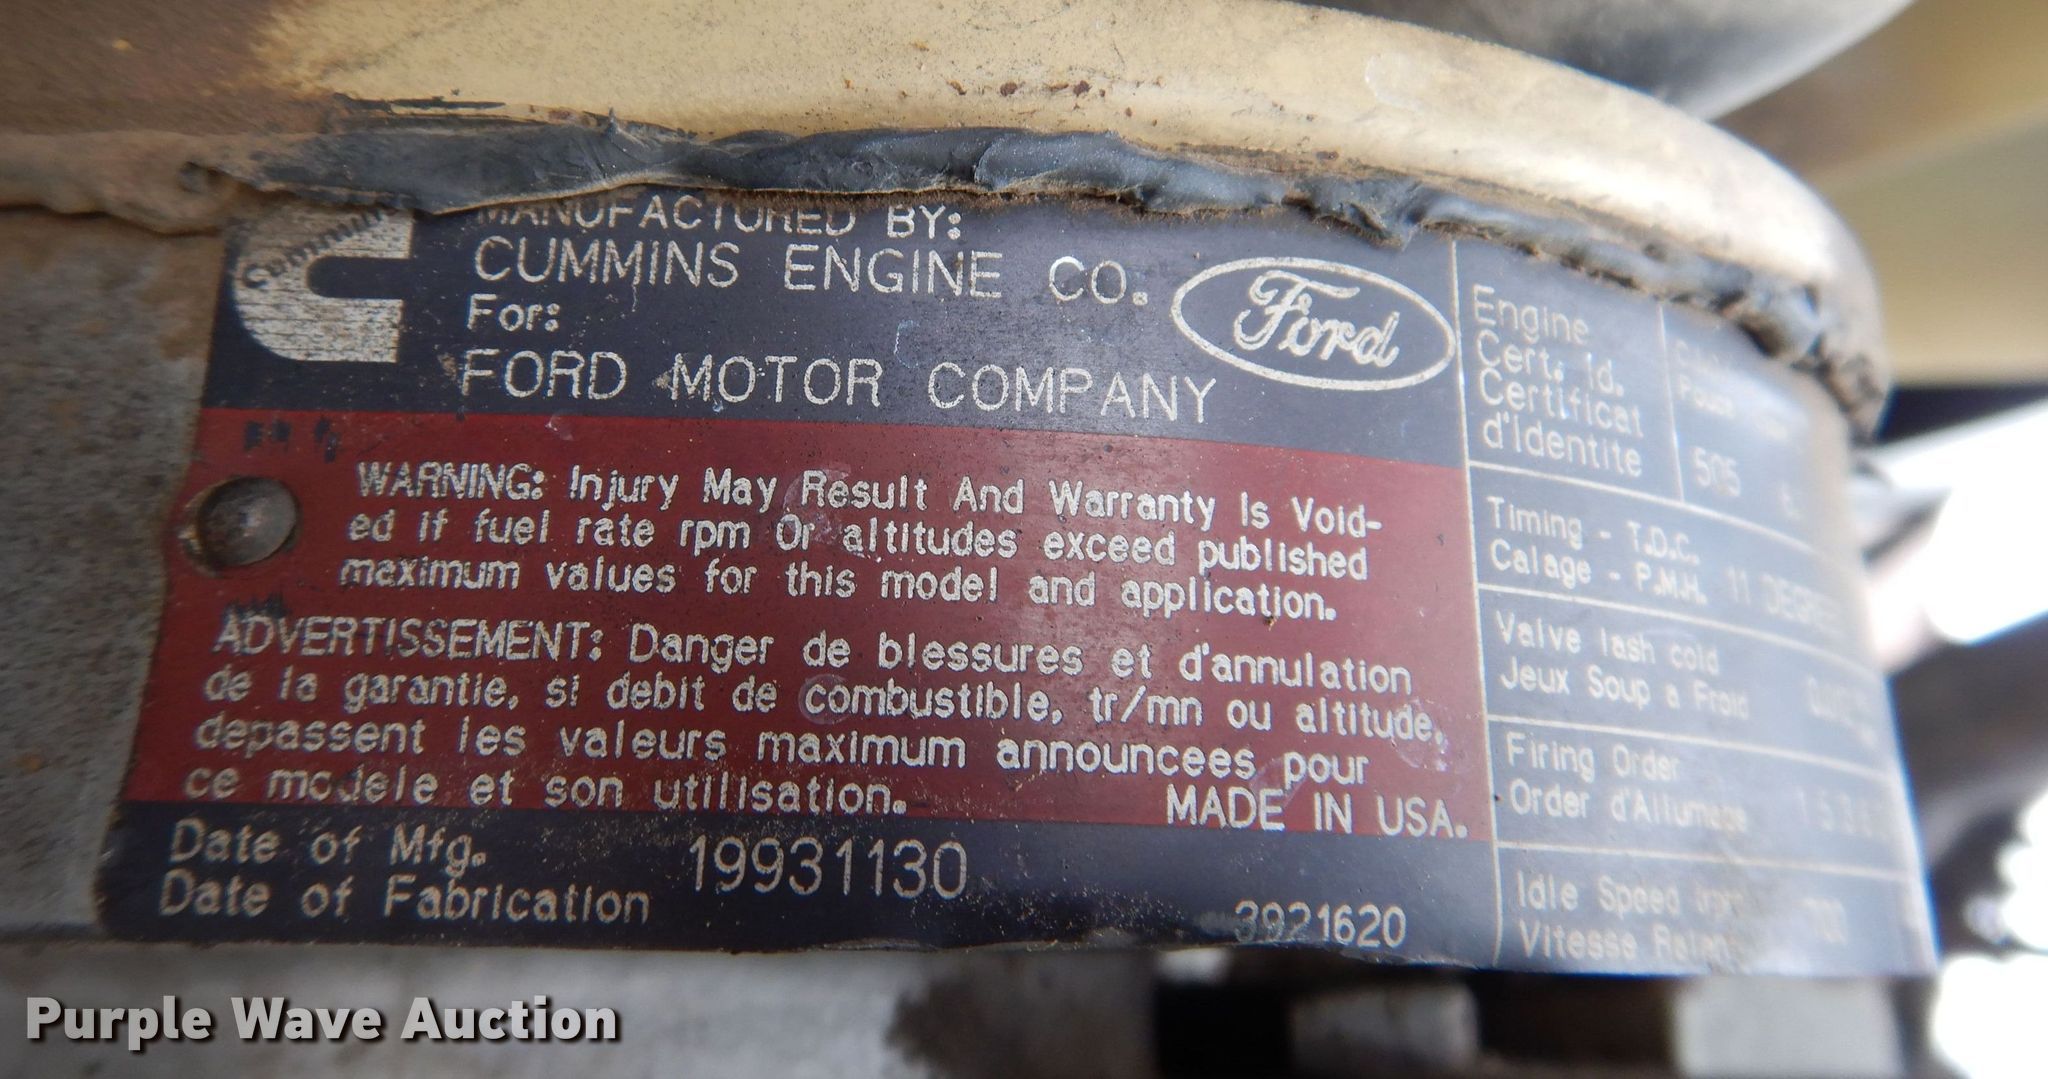 Cummins
MANUFACTURED BY:
CUMMINS ENGINE CO.
For:
FORD MOTOR COMPANY
Ford
WARNING: Injury May Result And Warranty Is Void-
ed if fuel rate rpm Or altitudes exceed published
maximum values for this model and application.
ADVERTISSEMENT: Danger de blessures et d'annulation
de la garantie, si debit de combustible, tr/mn ou altitude,
depassent les valeurs maximum announcees pour
ce modele et son utilisation.
MADE IN USA.
Date of Mfg.
Date of Fabrication
19931130
3921620
Engine
Cert. Id.
Certificat
d'Identite
505
Timing - T.D.C.
Calage - P.M.H.
11
Valve lash cold
Jeux Soup a Froid
Firing Order
Order d'Allumage
Idle Speed
Vitesse
700
Purple Wave Auction